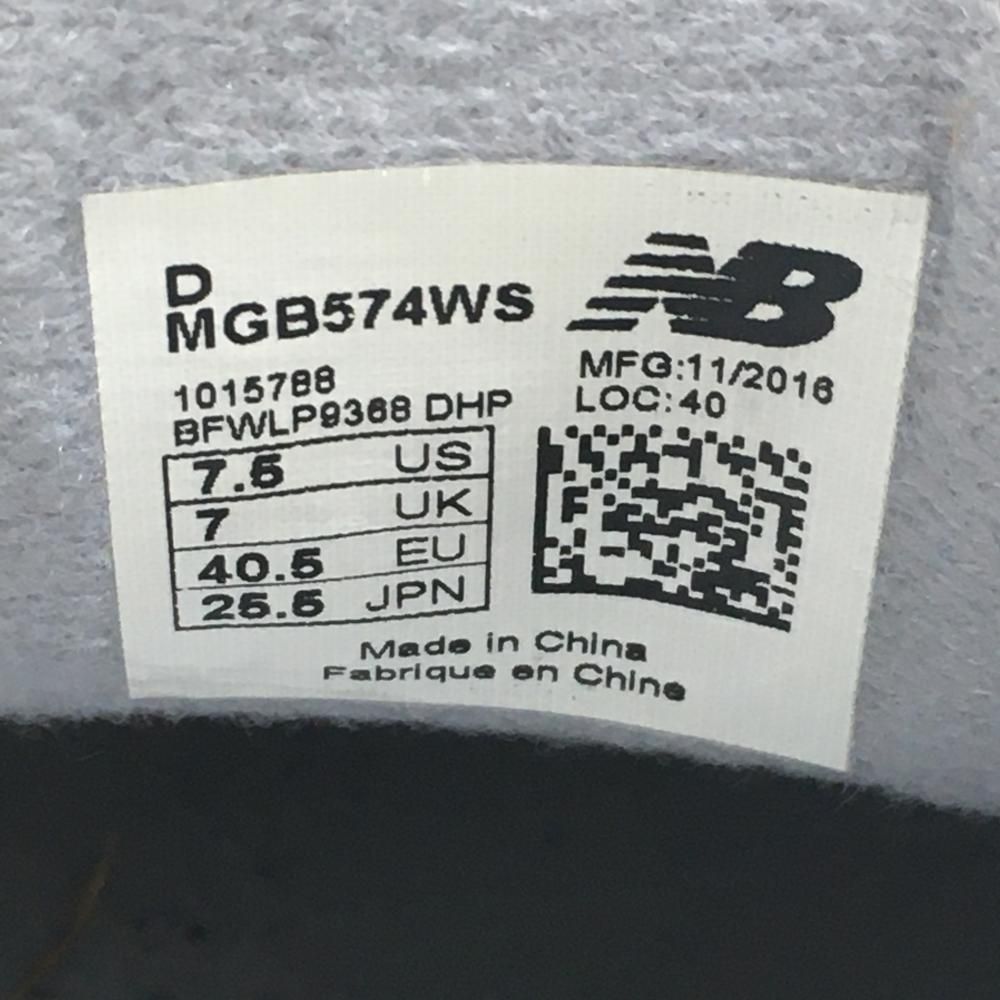 D
MGB574WS
NB
1015788
BFWLP9368 DHP
7.5 US
7 UK
40.5 EU
25.5 JPN
MFG:11/2016
LOC:40
Made in China
Fabrique en Chine